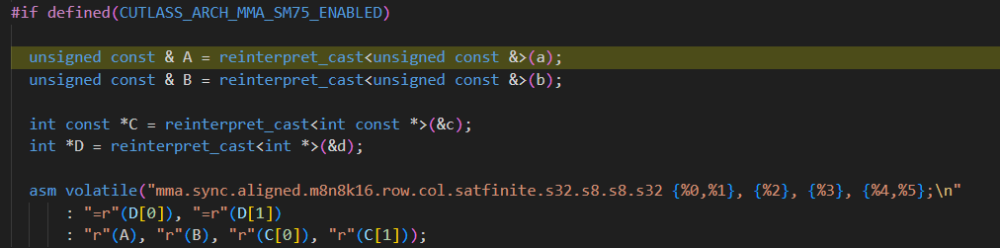 #if defined(CUTLASS_ARCH_MMA_SM75_ENABLED)
unsigned const & A = reinterpret_cast<unsigned const &>(a);
unsigned const & B = reinterpret_cast<unsigned const &>(b);
int const *C = reinterpret_cast<int const *>(&c);
int *D = reinterpret_cast<int *>(&d);
asm volatile("mma.sync.aligned.m8n8k16.row.col.satfinite.s32.s8.s8.s32 {%0,%1}, {%2}, {%3}, {%4,%5};\n"
: "=r"(D[0]), "=r"(D[1])
: "r"(A), "r"(B), "r"(C[0]), "r"(C[1]));